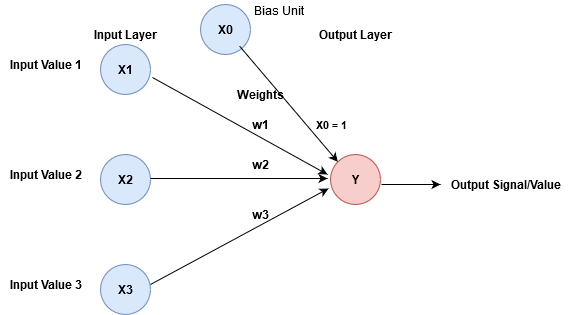 Bias Unit
X0
Input Layer
Output Layer
Input Value 1
X1
Weights
w1
X0 = 1
Input Value 2
X2
w2
Y
Output Signal/Value
w3
Input Value 3
X3